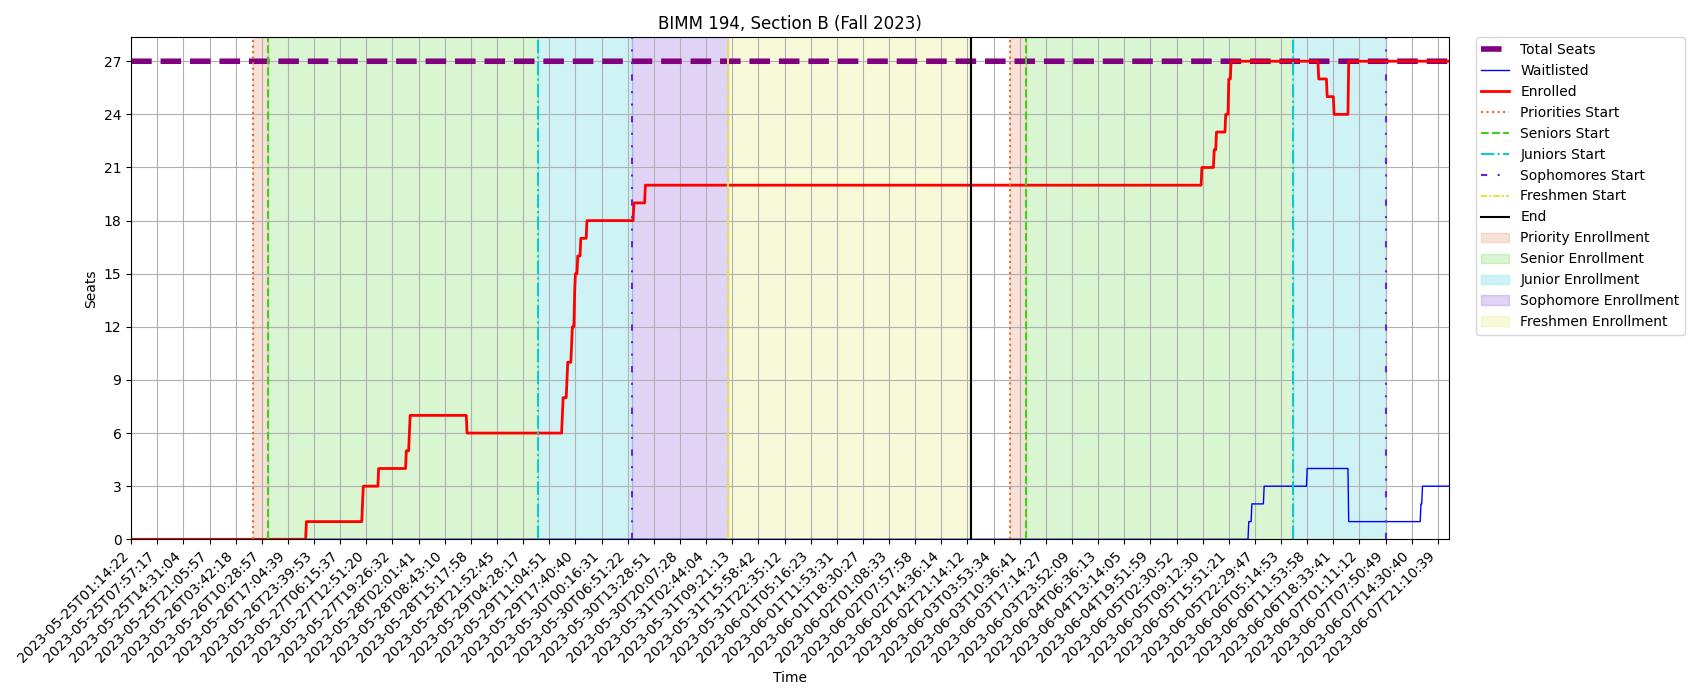 BIMM 194, Section B (Fall 2023)
Seats
27
24
21
18
15
12
9
6
3
0
2023-05-25T01:14:22
2023-05-25T07:57:17
2023-05-25T14:31:04
2023-05-25T21:05:57
2023-05-26T03:42:18
2023-05-26T10:28:57
2023-05-26T17:04:39
2023-05-26T23:39:53
2023-05-27T06:15:37
2023-05-27T12:51:20
2023-05-27T19:26:32
2023-05-28T02:01:41
2023-05-28T08:43:10
2023-05-28T15:17:58
2023-05-28T21:52:45
2023-05-29T04:28:17
2023-05-29T11:04:51
2023-05-29T17:40:40
2023-05-30T00:16:31
2023-05-30T06:51:22
2023-05-30T13:28:51
2023-05-30T20:07:28
2023-05-31T02:44:04
2023-05-31T09:21:13
2023-05-31T15:58:42
2023-05-31T22:35:12
2023-06-01T05:16:23
2023-06-01T11:53:31
2023-06-01T18:30:27
2023-06-02T01:08:33
2023-06-02T07:57:58
2023-06-02T14:36:14
2023-06-02T21:14:12
2023-06-03T03:53:34
2023-06-03T10:36:41
2023-06-03T17:14:27
2023-06-03T23:52:09
2023-06-04T06:36:13
2023-06-04T13:14:05
2023-06-04T19:51:59
2023-06-05T02:30:52
2023-06-05T09:12:30
2023-06-05T15:51:21
2023-06-05T22:29:47
2023-06-06T05:14:53
2023-06-06T11:53:58
2023-06-06T18:33:41
2023-06-07T01:11:12
2023-06-07T07:50:49
2023-06-07T14:30:40
2023-06-07T21:10:39
Time
Total Seats
Waitlisted
Enrolled
Priorities Start
Seniors Start
Juniors Start
Sophomores Start
Freshmen Start
End
Priority Enrollment
Senior Enrollment
Junior Enrollment
Sophomore Enrollment
Freshmen Enrollment